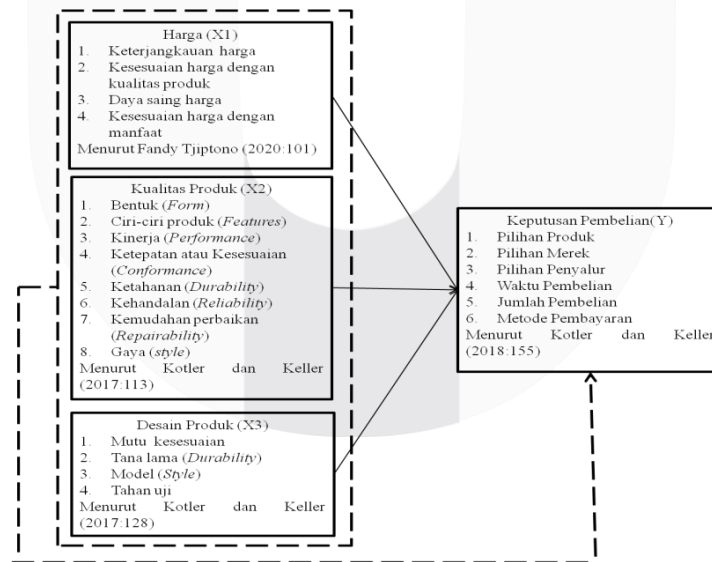 Harga (X1)
1. Keterjangkauan harga
2. Kesesuaian harga dengan
kualitas produk
3. Daya saing harga
4. Kesesuaian harga dengan
manfaat
Menurut Fandy Tjiptono (2020:101)
Kualitas Produk (X2)
1. Bentuk (Form)
2. Ciri-ciri produk (Features)
3. Kinerja (Performance)
4. Ketepatan atau Kesesuaian
(Conformance)
5. Ketahanan (Durability)
6. Kehandalan (Reliability)
7. Kemudahan perbaikan
(Repairability)
8. Gaya (style)
Menurut Kotler dan Keller
(2017:113)
Desain Produk (X3)
1. Mutu kesesuaian
2. Tana lama (Durability)
3. Model (Style)
4. Tahan uji
Menurut Kotler dan Keller
(2017:128)
Keputusan Pembelian(Y)
1. Pilihan Produk
2. Pilihan Merek
3. Pilihan Penyalur
4. Waktu Pembelian
5. Jumlah Pembelian
6. Metode Pembayaran
Menurut Kotler dan Keller
(2018:155)